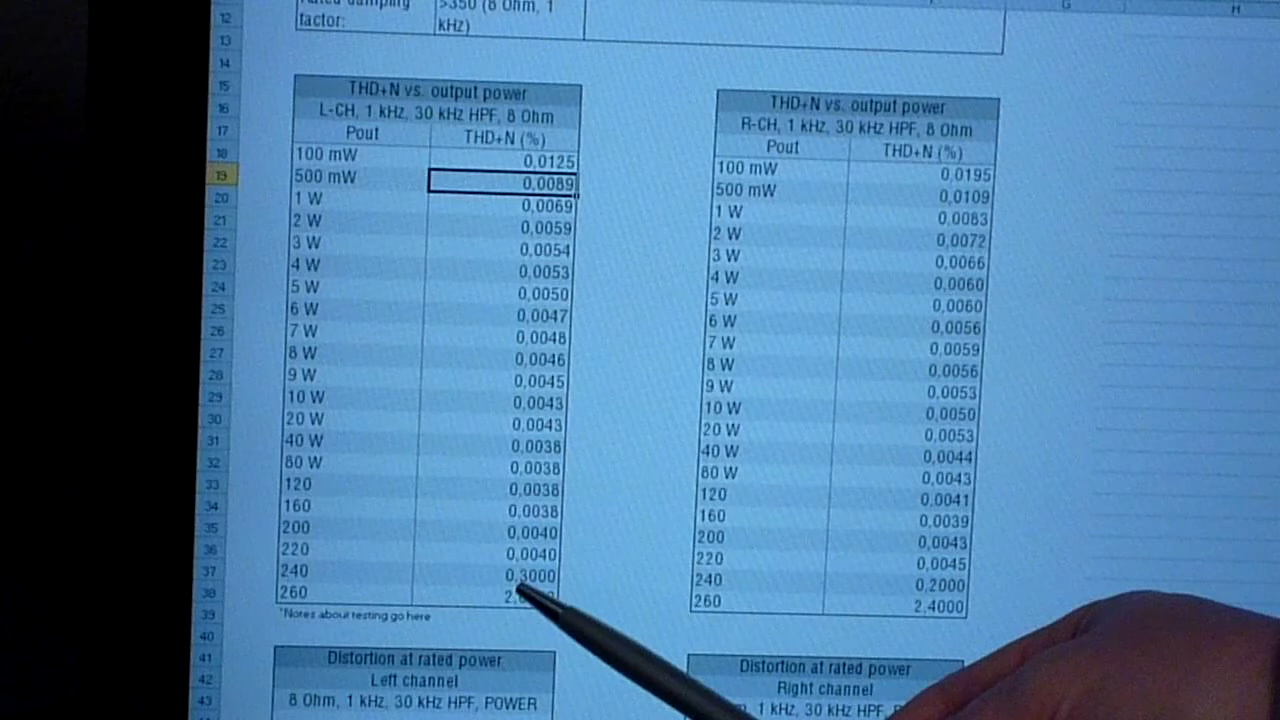 G
H
12
damping >350 (8 Ohm, 1
factor: kHz)
13
14
15 THD+N vs. output power THD+N vs. output power
16 L-CH, 1 kHz, 30 kHz HPF, 8 Ohm R-CH, 1 kHz, 30 kHz HPF, 8 Ohm
17 Pout THD+N (%) Pout THD+N (%)
18 100 mW 0,0125 100 mW 0,0195
19 500 mW 0,0089 500 mW 0,0109
20 1 W 0,0069 1 W 0,0083
21 2 W 0,0059 2 W 0,0072
22 3 W 0,0054 3 W 0,0066
23 4 W 0,0053 4 W 0,0060
24 5 W 0,0050 5 W 0,0060
25 6 W 0,0047 6 W 0,0056
26 7 W 0,0048 7 W 0,0059
27 8 W 0,0046 8 W 0,0056
28 9 W 0,0045 9 W 0,0053
29 10 W 0,0043 10 W 0,0050
30 20 W 0,0043 20 W 0,0053
31 40 W 0,0038 40 W 0,0044
32 80 W 0,0038 80 W 0,0043
33 120 0,0038 120 0,0041
34 160 0,0038 160 0,0039
35 200 0,0040 200 0,0043
36 220 0,0040 220 0,0045
37 240 0,3000 240 0,2000
38 260 260 2,4000
39 *Notes about testing go here
40
41 Distortion at rated power Distortion at rated power
42 Left channel Right channel
43 8 Ohm, 1 kHz, 30 kHz HPF, POWER 1 kHz, 30 kHz HPF,